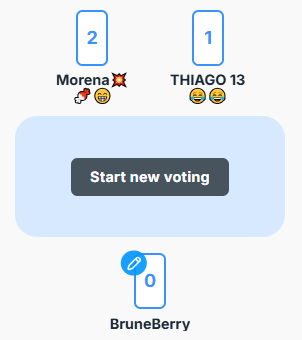 2 1
Morena💥 THIAGO 13
🍖😁 😂😂
Start new voting
0
BruneBerry